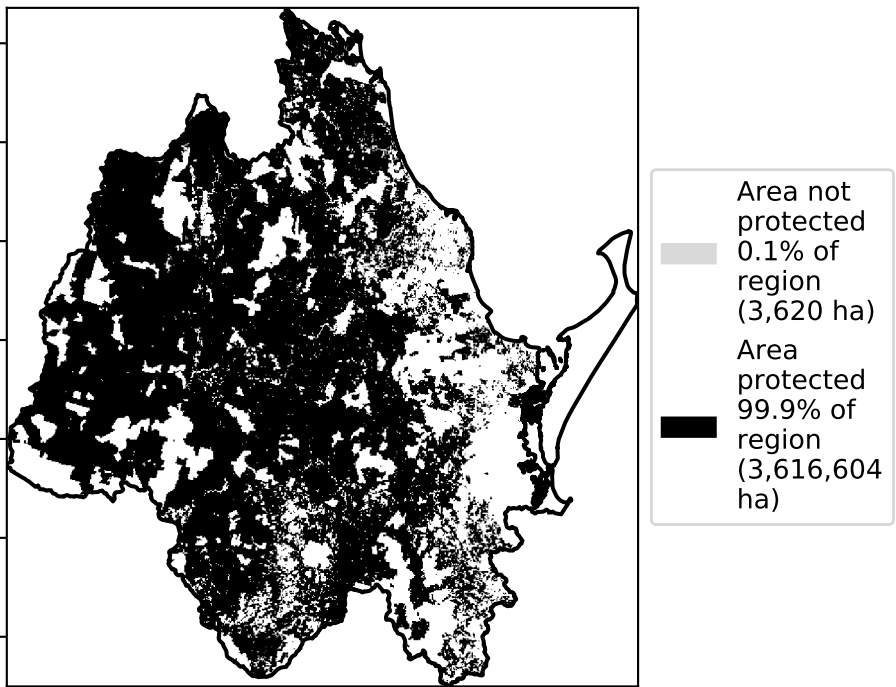 Area not
protected
0.1% of
region
(3,620 ha)
Area
protected
99.9% of
region
(3,616,604
ha)